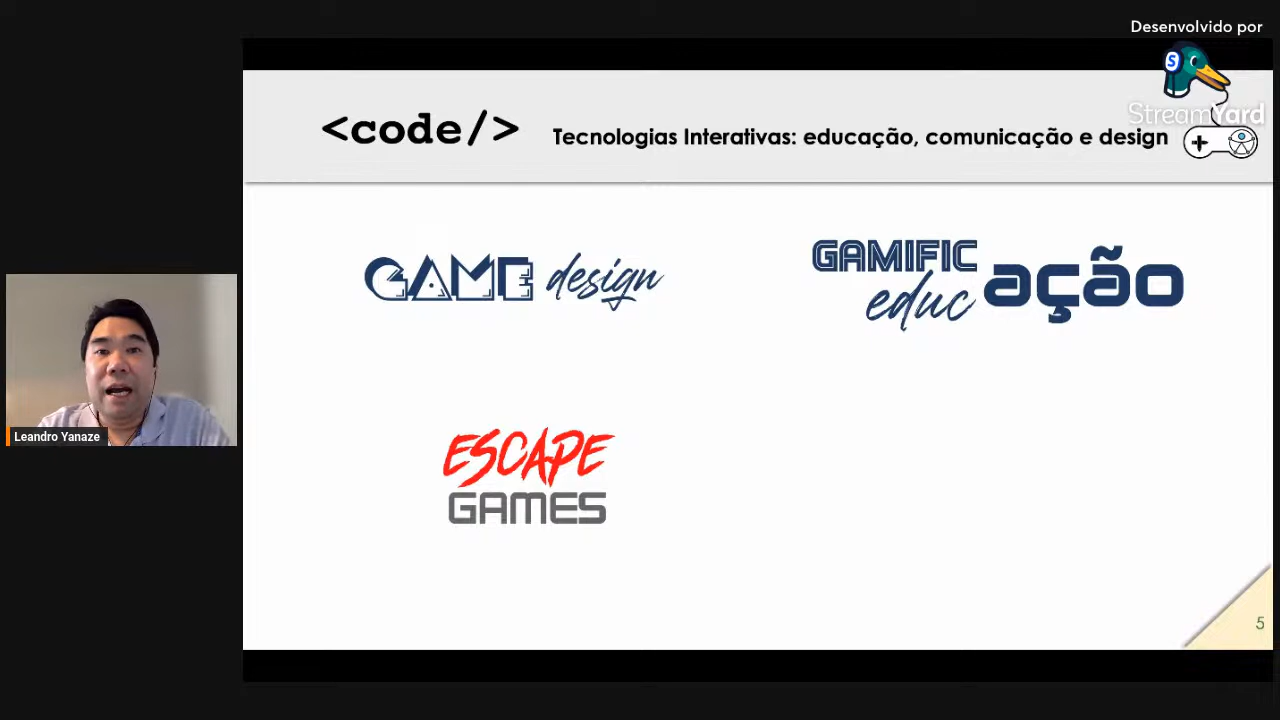 Desenvolvido por
S
StreamYard
<code/>
Tecnologias Interativas: educação, comunicação e design
GAME design
GAMIFIC
educ
ação
Leandro Yanaze
ESCAPE
GAMES
5